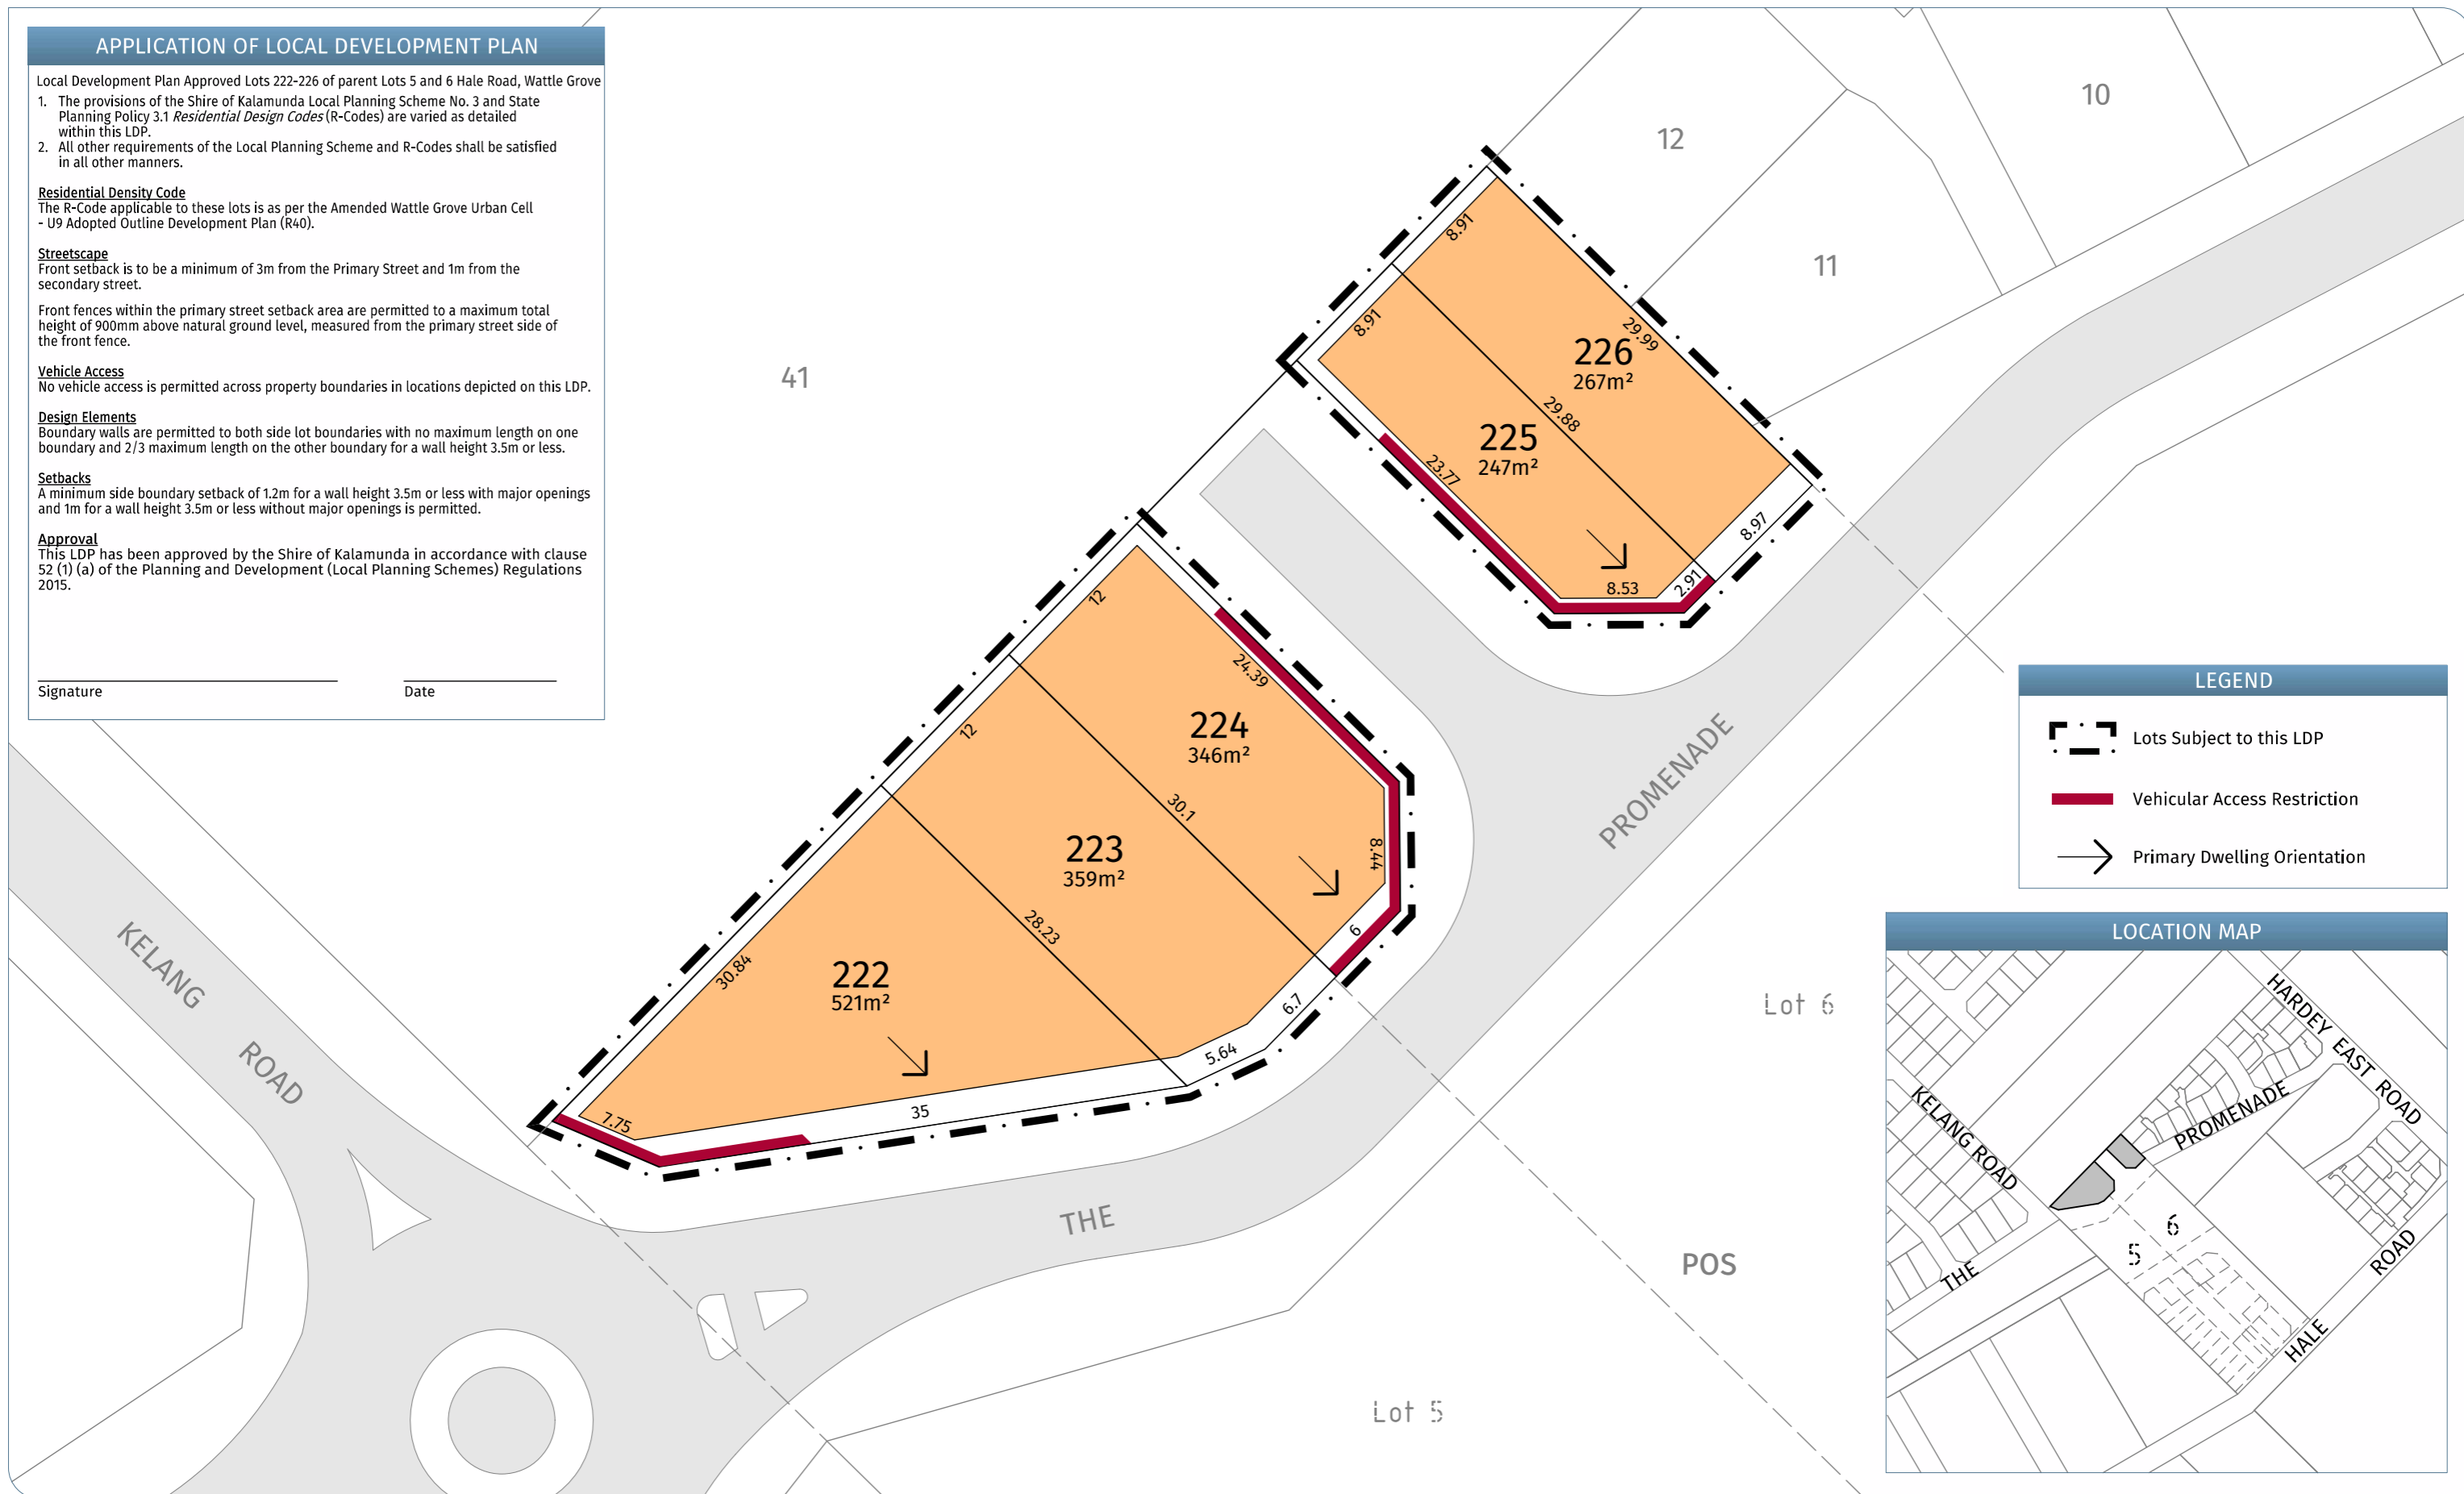 APPLICATION OF LOCAL DEVELOPMENT PLAN
Local Development Plan Approved Lots 222-226 of parent Lots 5 and 6 Hale Road, Wattle Grove
1. The provisions of the Shire of Kalamunda Local Planning Scheme No. 3 and State
Planning Policy 3.1 Residential Design Codes (R-Codes) are varied as detailed
within this LDP.
2. All other requirements of the Local Planning Scheme and R-Codes shall be satisfied
in all other manners.
Residential Density Code
The R-Code applicable to these lots is as per the Amended Wattle Grove Urban Cell
- U9 Adopted Outline Development Plan (R40).
Streetscape
Front setback is to be a minimum of 3m from the Primary Street and 1m from the
secondary street.
Front fences within the primary street setback area are permitted to a maximum total
height of 900mm above natural ground level, measured from the primary street side of
the front fence.
Vehicle Access
No vehicle access is permitted across property boundaries in locations depicted on this LDP.
Design Elements
Boundary walls are permitted to both side lot boundaries with no maximum length on one
boundary and 2/3 maximum length on the other boundary for a wall height 3.5m or less.
Setbacks
A minimum side boundary setback of 1.2m for a wall height 3.5m or less with major openings
and 1m for a wall height 3.5m or less without major openings is permitted.
Approval
This LDP has been approved by the Shire of Kalamunda in accordance with clause
52 (1) (a) of the Planning and Development (Local Planning Schemes) Regulations
2015.
Signature
Date
10
12
11
41
8.91
8.91
29.99
226
267m²
29.88
225
247m²
23.77
8.97
8.53
2.91
12
24.39
12
224
346m²
30.1
8.44
223
359m²
28.23
6
30.84
222
521m²
6.7
5.64
35
7.75
KELANG
ROAD
THE
PROMENADE
Lot 6
POS
Lot 5
LEGEND
Lots Subject to this LDP
Vehicular Access Restriction
Primary Dwelling Orientation
LOCATION MAP
HARDEY
EAST ROAD
KELANG ROAD
PROMENADE
THE
6
5
ROAD
HALE